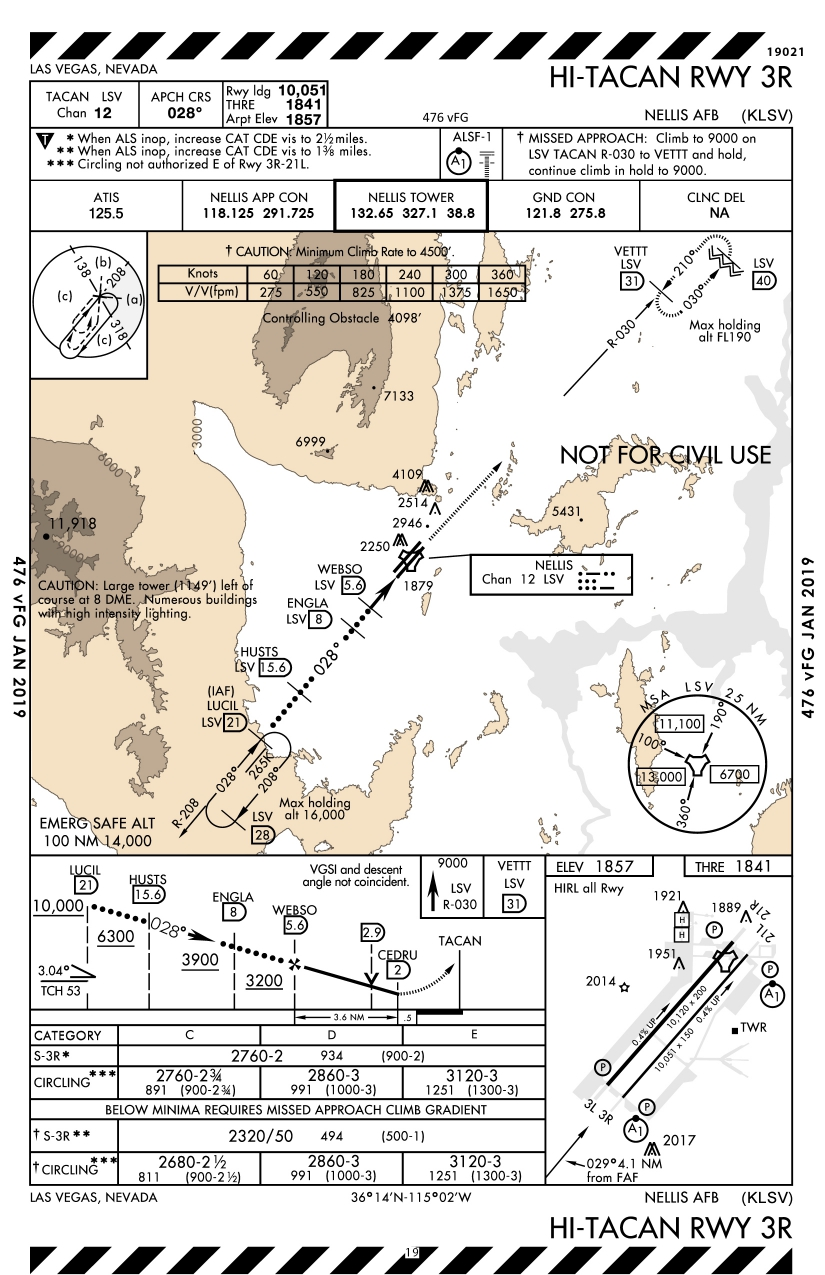 19021
LAS VEGAS, NEVADA
HI-TACAN RWY 3R
TACAN LSV
Chan 12
APCH CRS
028°
Rwy ldg 10,051
THRE 1841
Arpt Elev 1857
476 vFG
NELLIS AFB (KLSV)
T
* When ALS inop, increase CAT CDE vis to 2½ miles.
** When ALS inop, increase CAT CDE vis to 1⅜ miles.
*** Circling not authorized E of Rwy 3R-21L.
ALSF-1
A1
† MISSED APPROACH: Climb to 9000 on
LSV TACAN R-030 to VETTT and hold,
continue climb in hold to 9000.
ATIS
125.5
NELLIS APP CON
118.125 291.725
NELLIS TOWER
132.65 327.1 38.8
GND CON
121.8 275.8
CLNC DEL
NA
138
(b)
208
(c)
(a)
(c)
318
† CAUTION: Minimum Climb Rate to 4500'.
Knots 60 120 180 240 300 360
V/V(fpm) 275 550 825 1100 1375 1650
Controlling Obstacle 4098'
VETTT
LSV
31
210°
030°
LSV
40
R-030
Max holding
alt FL190
7133
3000
6999
6000
NOT FOR CIVIL USE
4109
2514
2946
2250
5431
11,918
9000
NELLIS
Chan 12 LSV
1879
CAUTION: Large tower (1149') left of
course at 8 DME. Numerous buildings
with high intensity lighting.
WEBSO
LSV 5.6
ENGLA
LSV 8
028°
HUSTS
LSV 15.6
(IAF)
LUCIL
LSV 21
028°
265K
208°
R-208
LSV
28
Max holding
alt 16,000
EMERG SAFE ALT
100 NM 14,000
MSA LSV 25 NM
11,100
190°
100°
13,000
6700
360°
476 vFG JAN 2019
476 vFG JAN 2019
LUCIL
21
HUSTS
15.6
10,000
028°
6300
ENGLA
8
3900
WEBSO
5.6
3200
VGSI and descent
angle not coincident.
2.9
CEDRU
2
TACAN
3.04°
TCH 53
3.6 NM
.5
9000
LSV
R-030
VETTT
LSV
31
ELEV 1857
THRE 1841
HIRL all Rwy
1921
H
H
1889
21R
21L
P
1951
P
A1
2014
0.4% UP
10,120 x 200
0.4% UP
10,051 x 150
TWR
P
3L 3R
P
A1
2017
029° 4.1 NM
from FAF
CATEGORY C D E
S-3R* 2760-2 934 (900-2)
CIRCLING*** 2760-2¾ 2860-3 3120-3
891 (900-2¾) 991 (1000-3) 1251 (1300-3)
BELOW MINIMA REQUIRES MISSED APPROACH CLIMB GRADIENT
† S-3R** 2320/50 494 (500-1)
† CIRCLING*** 2680-2½ 2860-3 3120-3
811 (900-2½) 991 (1000-3) 1251 (1300-3)
LAS VEGAS, NEVADA
36°14'N-115°02'W
NELLIS AFB (KLSV)
HI-TACAN RWY 3R
19